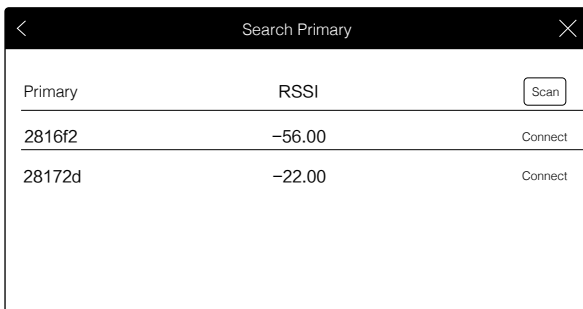 Search Primary
Primary RSSI Scan
2816f2 −56.00 Connect
28172d −22.00 Connect